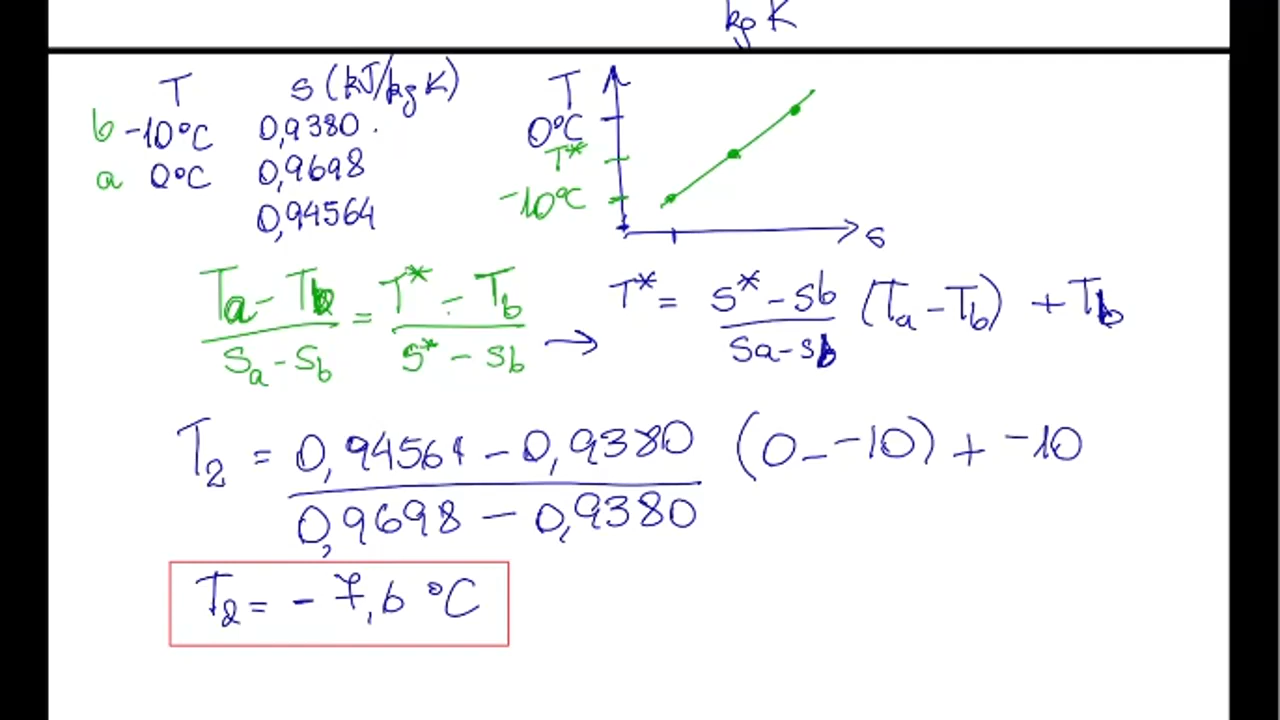 kg K
T s (kJ/kg K)
b -10°C 0,9380
a 0°C 0,9698
0,94564
T
0°C
T*
-10°C
s
Ta - Tb = T* - Tb
Sa - Sb S* - Sb
→ T* = S* - Sb (Ta - Tb) + Tb
Sa - Sb
T2 = 0,94564 - 0,9380 (0 - -10) + -10
0,9698 - 0,9380
T2 = - 7,6 °C